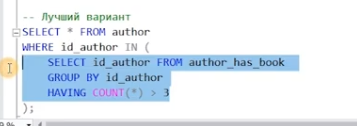 -- Лучший вариант
SELECT * FROM author
WHERE id_author IN (
SELECT id_author FROM author_has_book
GROUP BY id_author
HAVING COUNT(*) > 3
);